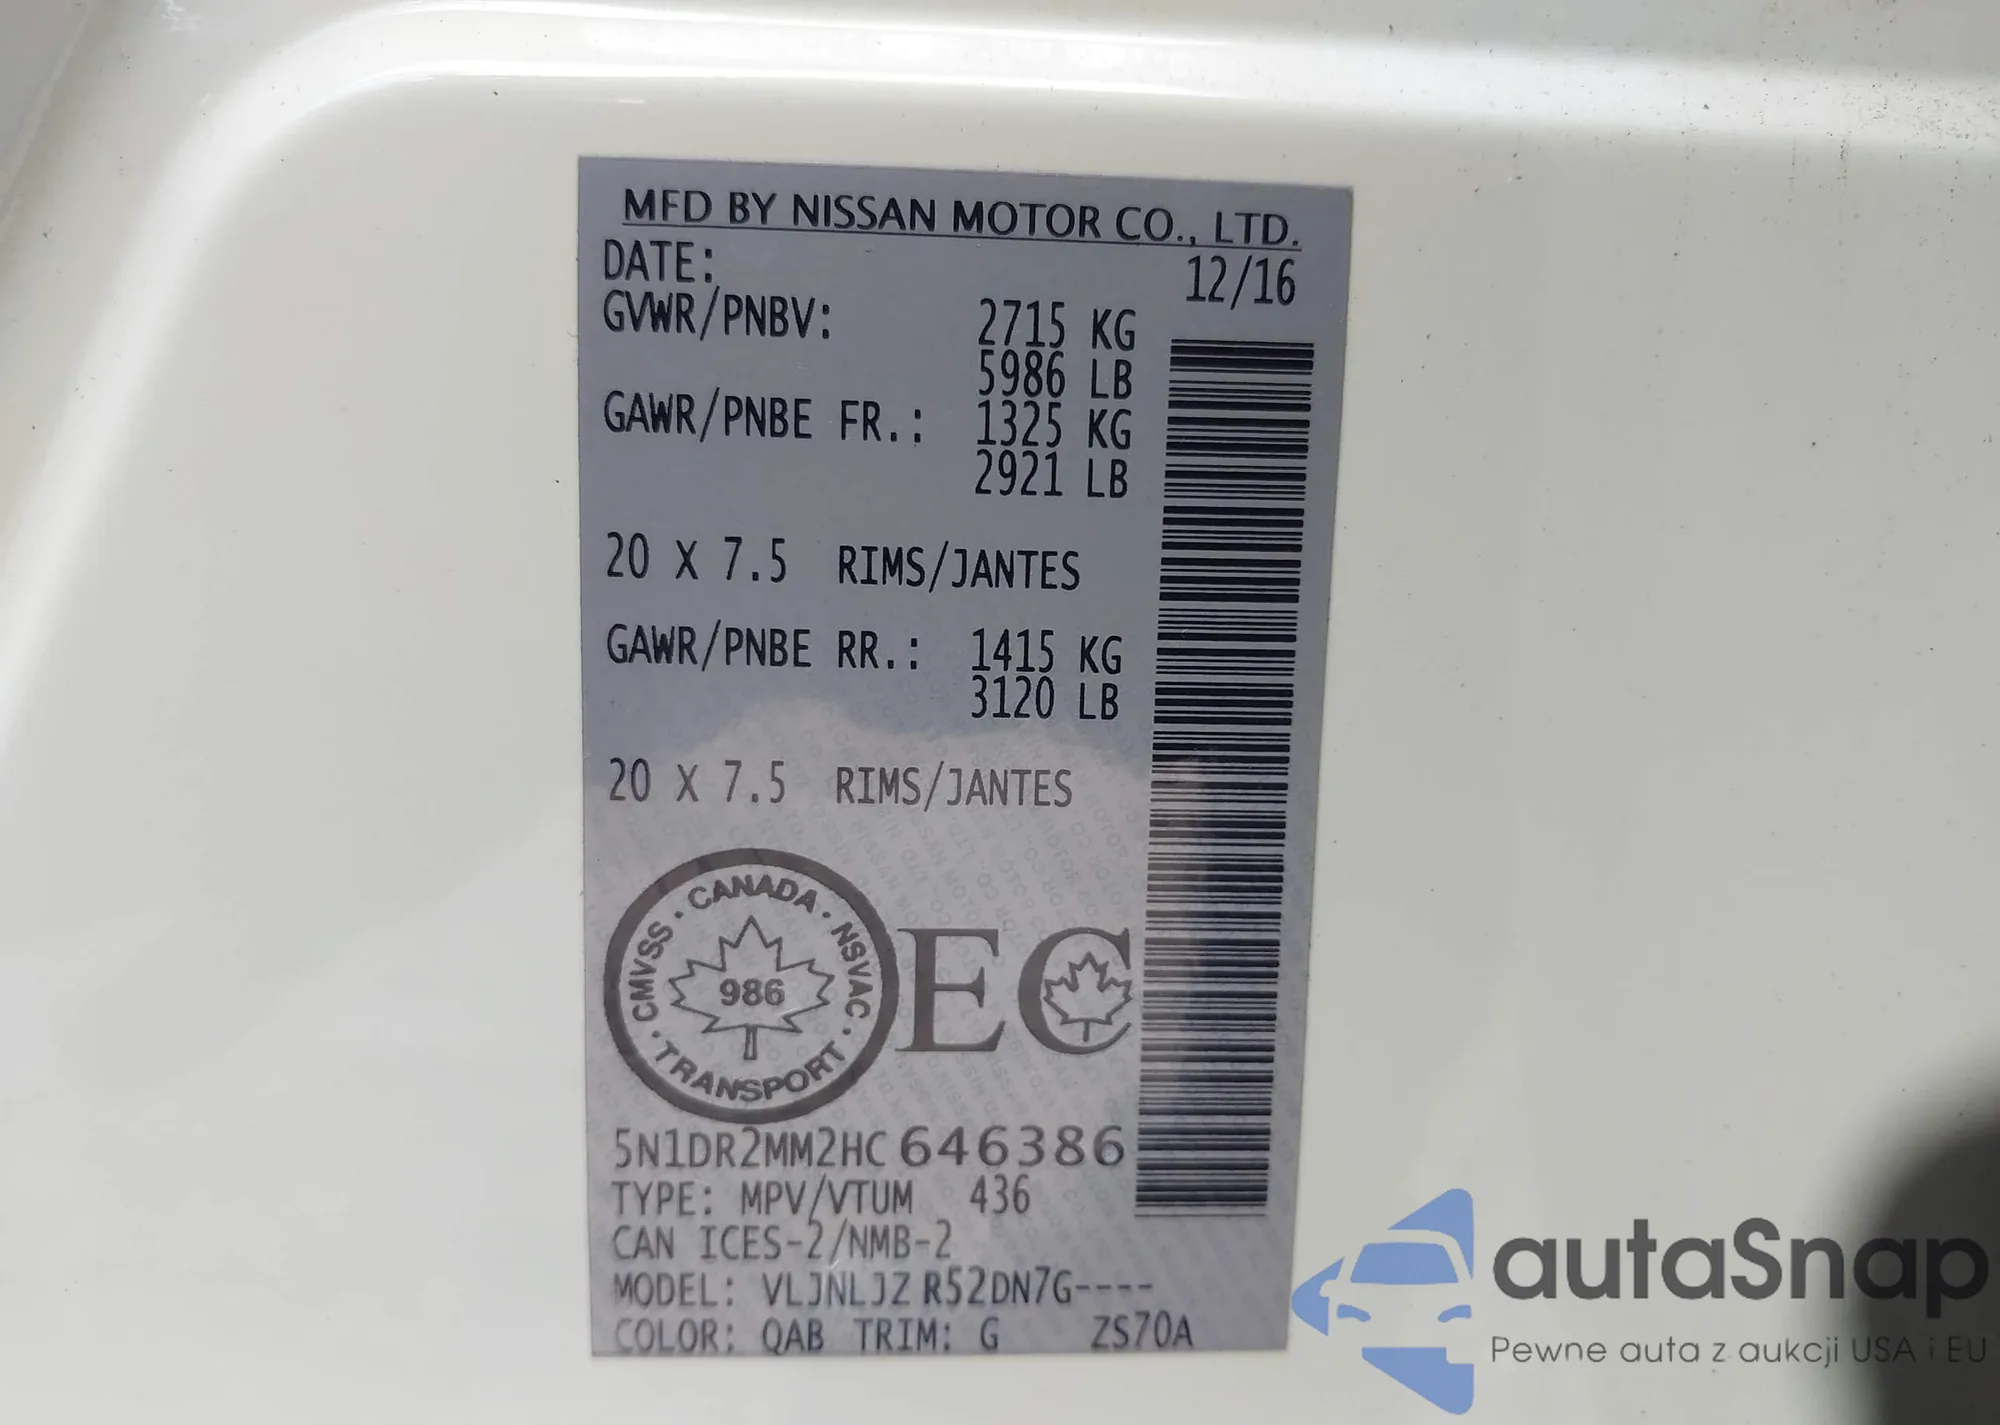 MFD BY NISSAN MOTOR CO., LTD.
DATE: 12/16
GVWR/PNBV: 2715 KG
5986 LB
GAWR/PNBE FR.: 1325 KG
2921 LB
20 X 7.5 RIMS/JANTES
GAWR/PNBE RR.: 1415 KG
3120 LB
20 X 7.5 RIMS/JANTES
CANADA · NSVAC · TRANSPORT · CMVSS ·
986
EC
5N1DR2MM2HC646386
TYPE: MPV/VTUM 436
CAN ICES-2/NMB-2
MODEL: VLJNLJZ R52DN7G----
COLOR: QAB TRIM: G ZS70A
autaSnap
Pewne auta z aukcji USA i EU